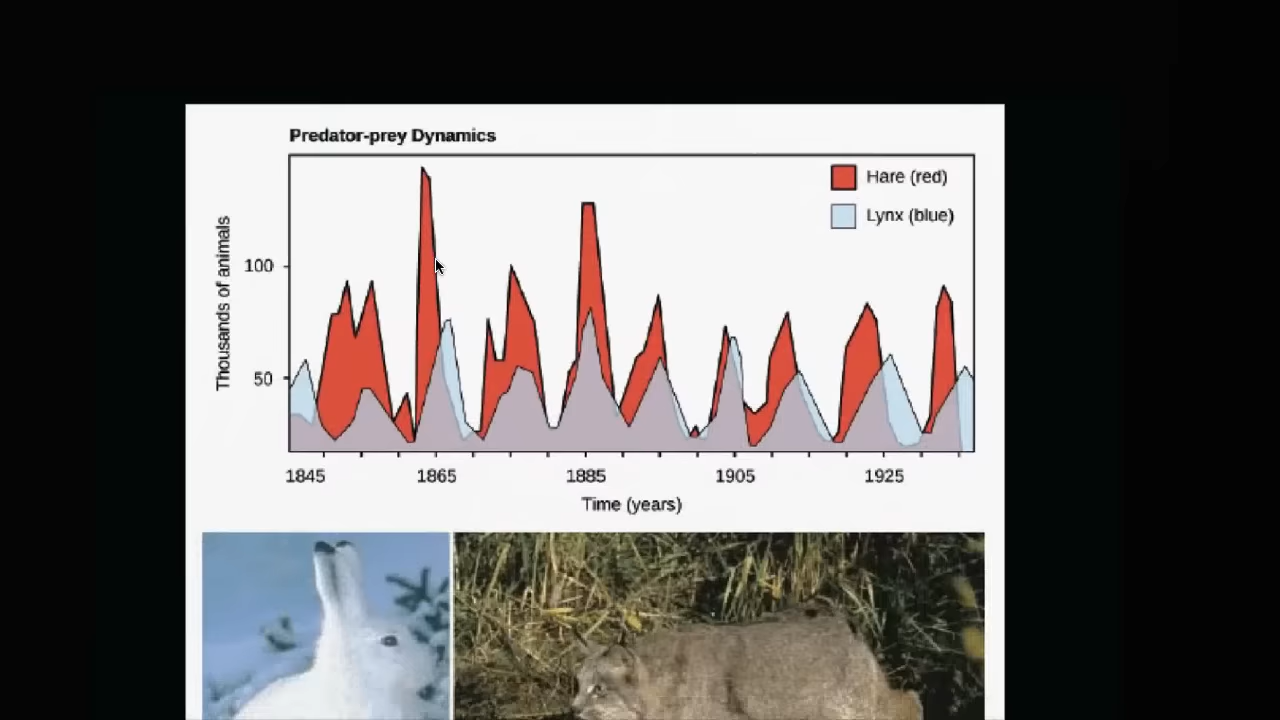 Predator-prey Dynamics
Hare (red)
Lynx (blue)
Thousands of animals
100
50
1845 1865 1885 1905 1925
Time (years)